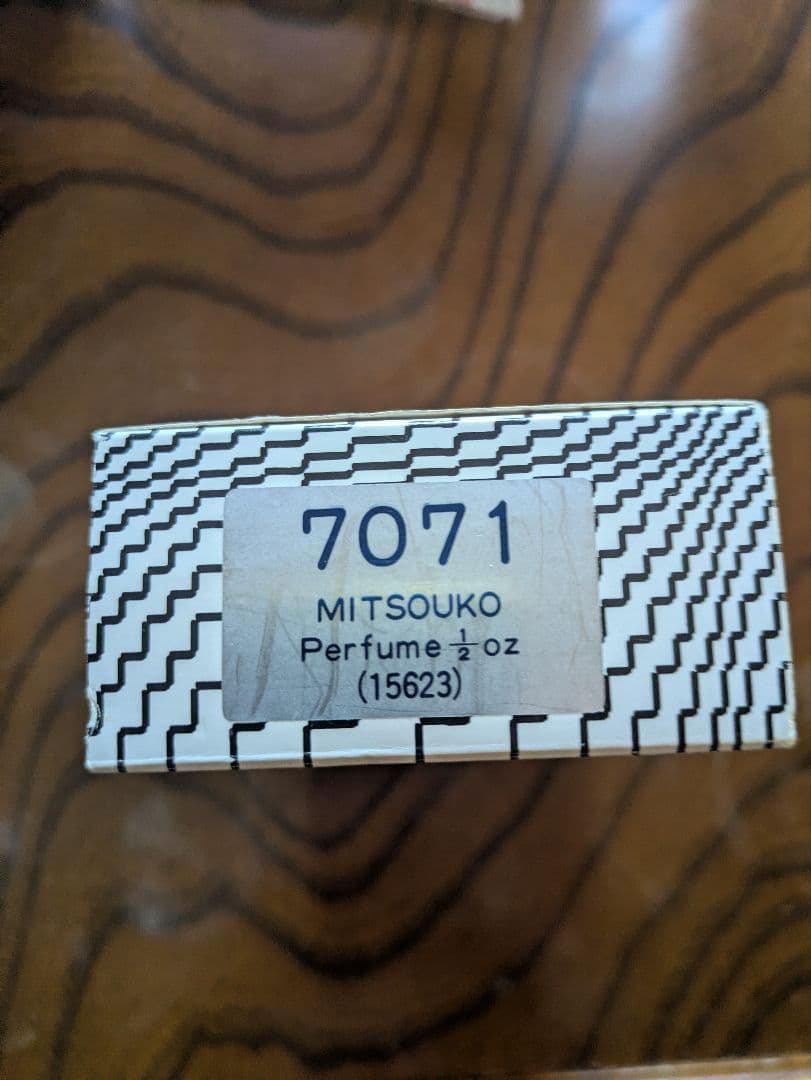 7071
MITSOUKO
Perfume ½ oz
(15623)